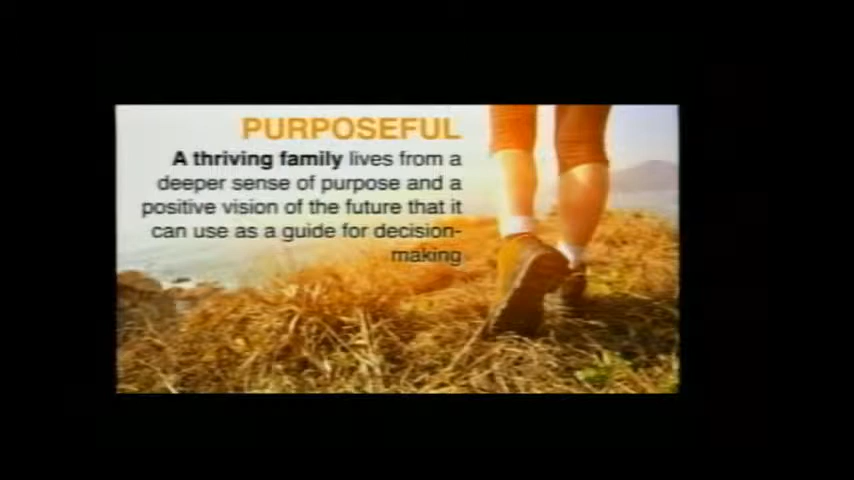 PURPOSEFUL
A thriving family lives from a
deeper sense of purpose and a
positive vision of the future that it
can use as a guide for decision-
making